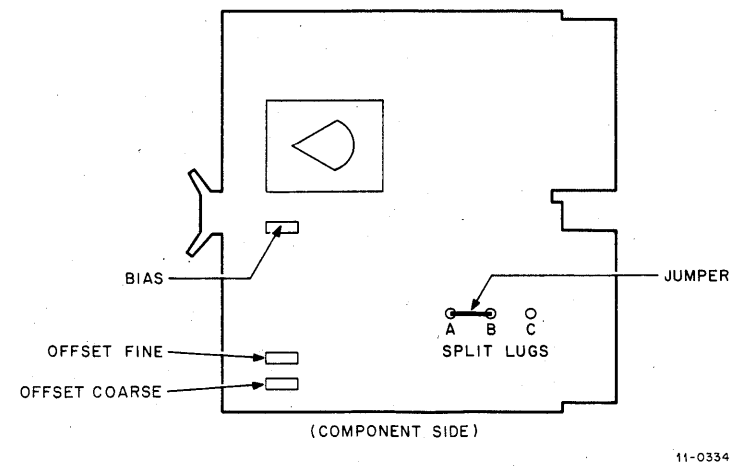 BIAS
JUMPER
A B C
SPLIT LUGS
OFFSET FINE
OFFSET COARSE
(COMPONENT SIDE)
11-0334